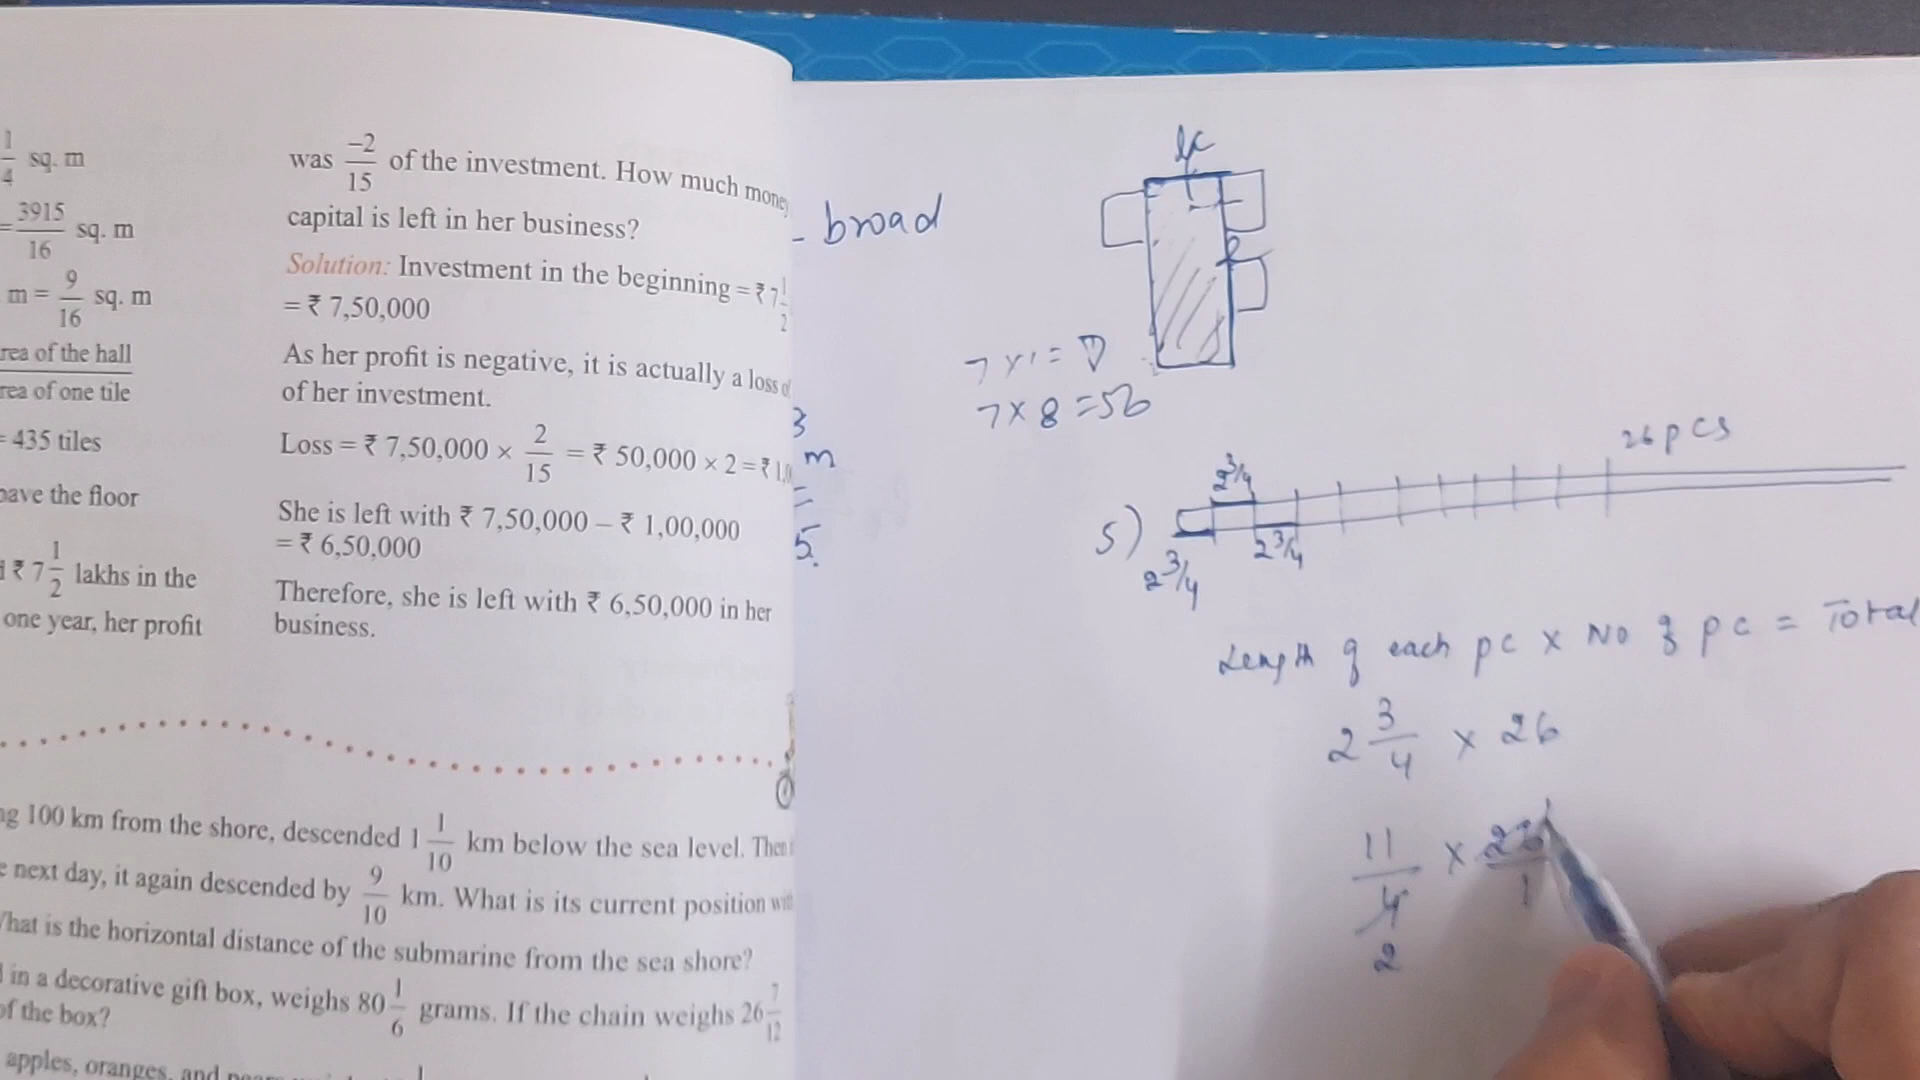 1/4 sq. m
= 3915/16 sq. m
m = 9/16 sq. m
rea of the hall
rea of one tile
= 435 tiles
pave the floor
₹ 7 1/2 lakhs in the
one year, her profit
was -2/15 of the investment. How much money
capital is left in her business?
Solution: Investment in the beginning = ₹ 7 1/2
= ₹ 7,50,000
As her profit is negative, it is actually a loss of
of her investment.
Loss = ₹ 7,50,000 × 2/15 = ₹ 50,000 × 2 = ₹ 1,
She is left with ₹ 7,50,000 – ₹ 1,00,000
= ₹ 6,50,000
Therefore, she is left with ₹ 6,50,000 in her
business.
ng 100 km from the shore, descended 1 1/10 km below the sea level. Then
e next day, it again descended by 9/10 km. What is its current position wit
What is the horizontal distance of the submarine from the sea shore?
in a decorative gift box, weighs 80 1/6 grams. If the chain weighs 26 7/12
of the box?
apples, oranges, and
- broad
3
m
=
5.
7 × 1 = 7
7 × 8 = 56
26 pcs
2 3/4
5)
2 3/4
2 3/4
Length of each pc × No of pc = Total
2 3/4 × 26
11/4 × 26/1
2